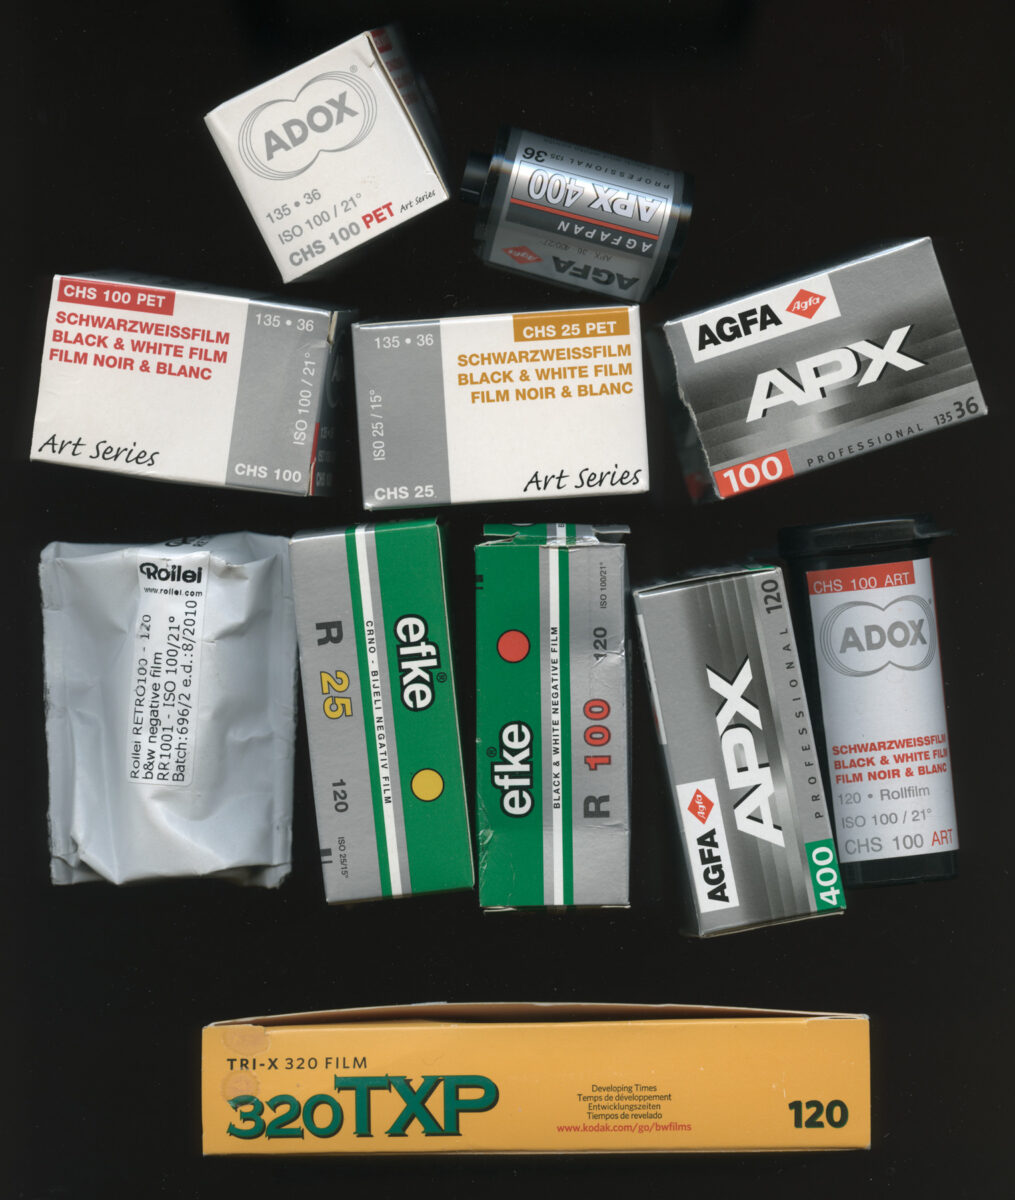 ADOX®
135 • 36
ISO 100 / 21°
CHS 100 PET Art Series
PROFESSIONAL 135 36
APX 400
AGFAPAN
AGFA
CHS 100 PET
SCHWARZWEISSFILM
BLACK & WHITE FILM
FILM NOIR & BLANC
135 • 36
ISO 100 / 21°
Art Series
CHS 100
135 • 36
CHS 25 PET
SCHWARZWEISSFILM
BLACK & WHITE FILM
FILM NOIR & BLANC
ISO 25 / 15°
CHS 25
Art Series
AGFA Agfa
APX
100 PROFESSIONAL 135 36
Rollei
www.rollei.com
Rollei RETRO100 - 120
b&w negative film
RR1001 - ISO 100/21°
Batch:696/2 e.d.:8/2010
R 25 120 ISO 25/15°
CRNO - BIJELI NEGATIV FILM
efke®
efke®
BLACK & WHITE NEGATIVE FILM
R 100 120 ISO 100/21°
AGFA Agfa
APX
400 PROFESSIONAL 120
CHS 100 ART
ADOX®
SCHWARZWEISSFILM
BLACK & WHITE FILM
FILM NOIR & BLANC
120 • Rollfilm
ISO 100 / 21°
CHS 100 ART
TRI-X 320 FILM
320TXP
Developing Times
Temps de développement
Entwicklungszeiten
Tiempos de revelado
www.kodak.com/go/bwfilms
120